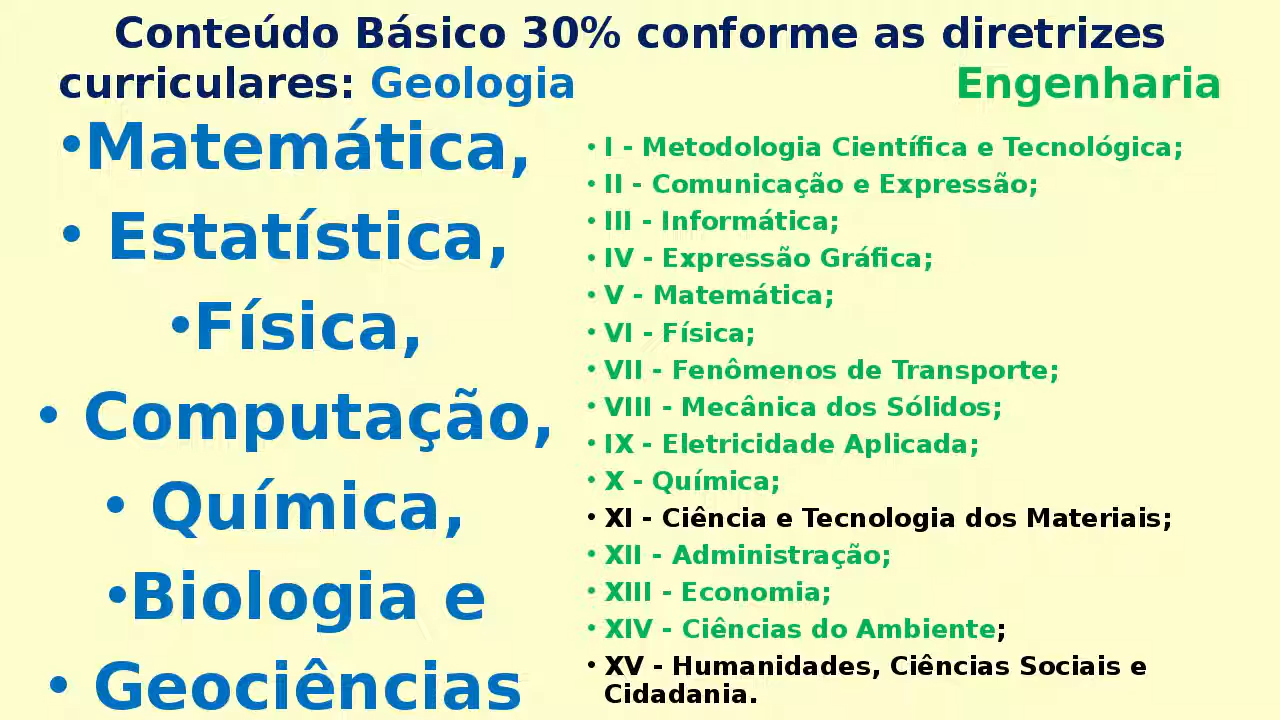 Conteúdo Básico 30% conforme as diretrizes
curriculares: Geologia Engenharia
•Matemática,
• Estatística,
•Física,
• Computação,
• Química,
•Biologia e
• Geociências
• I - Metodologia Científica e Tecnológica;
• II - Comunicação e Expressão;
• III - Informática;
• IV - Expressão Gráfica;
• V - Matemática;
• VI - Física;
• VII - Fenômenos de Transporte;
• VIII - Mecânica dos Sólidos;
• IX - Eletricidade Aplicada;
• X - Química;
• XI - Ciência e Tecnologia dos Materiais;
• XII - Administração;
• XIII - Economia;
• XIV - Ciências do Ambiente;
• XV - Humanidades, Ciências Sociais e
Cidadania.